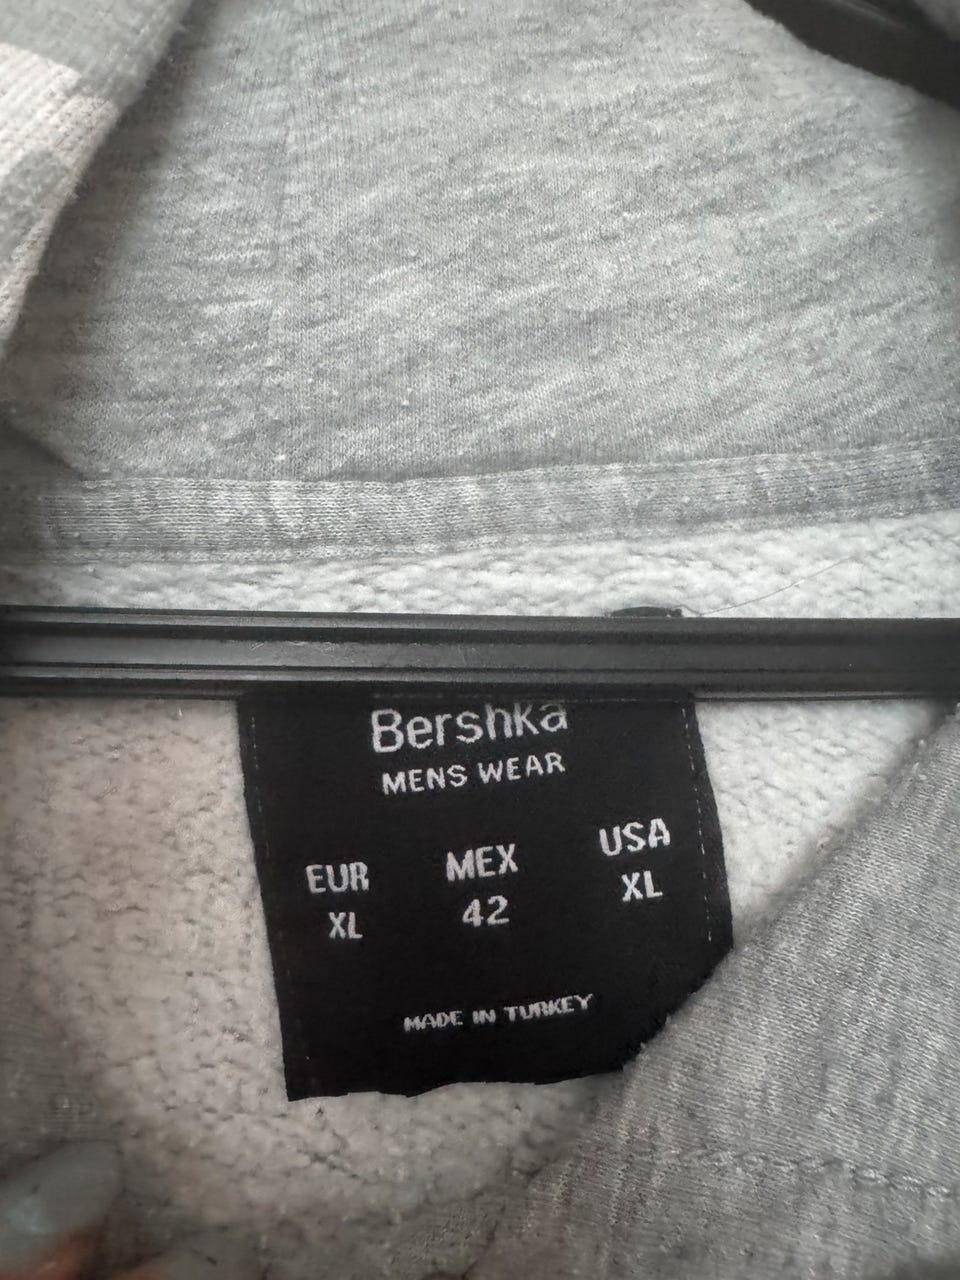 Bershka
MENS WEAR
EUR MEX USA
XL 42 XL
MADE IN TURKEY